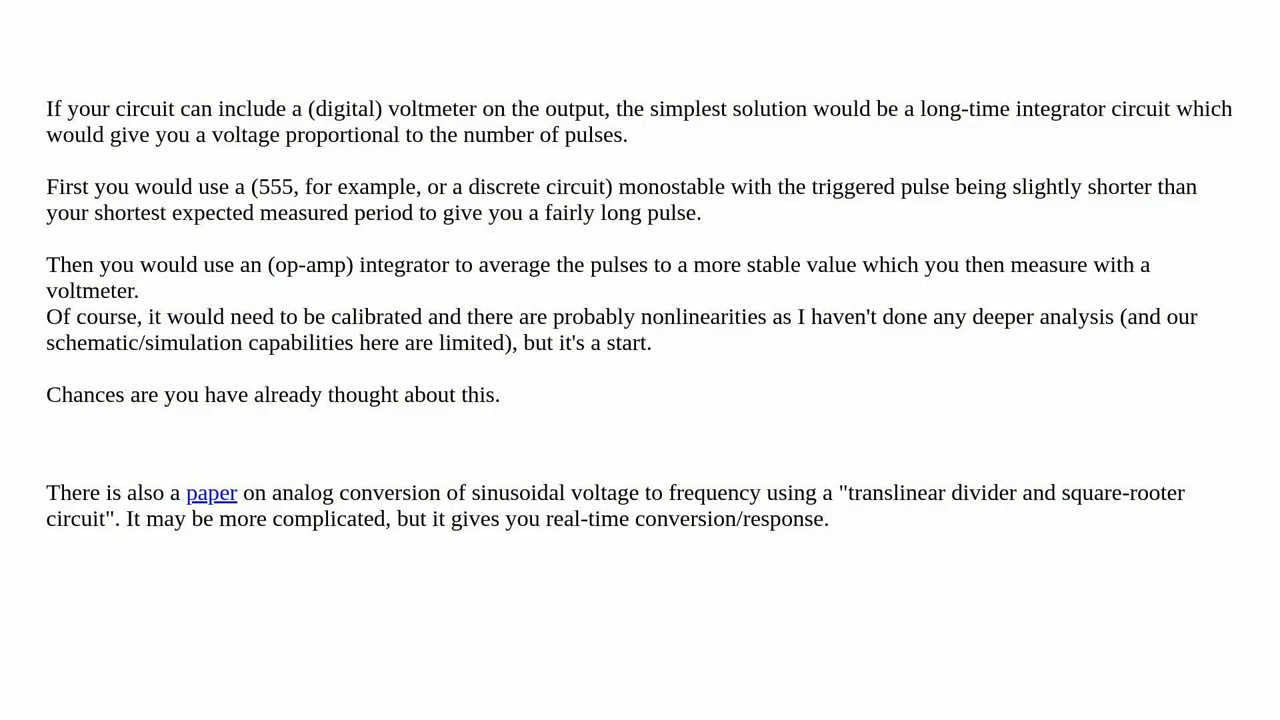 If your circuit can include a (digital) voltmeter on the output, the simplest solution would be a long-time integrator circuit which
would give you a voltage proportional to the number of pulses.
First you would use a (555, for example, or a discrete circuit) monostable with the triggered pulse being slightly shorter than
your shortest expected measured period to give you a fairly long pulse.
Then you would use an (op-amp) integrator to average the pulses to a more stable value which you then measure with a
voltmeter.
Of course, it would need to be calibrated and there are probably nonlinearities as I haven't done any deeper analysis (and our
schematic/simulation capabilities here are limited), but it's a start.
Chances are you have already thought about this.
There is also a paper on analog conversion of sinusoidal voltage to frequency using a "translinear divider and square-rooter
circuit". It may be more complicated, but it gives you real-time conversion/response.